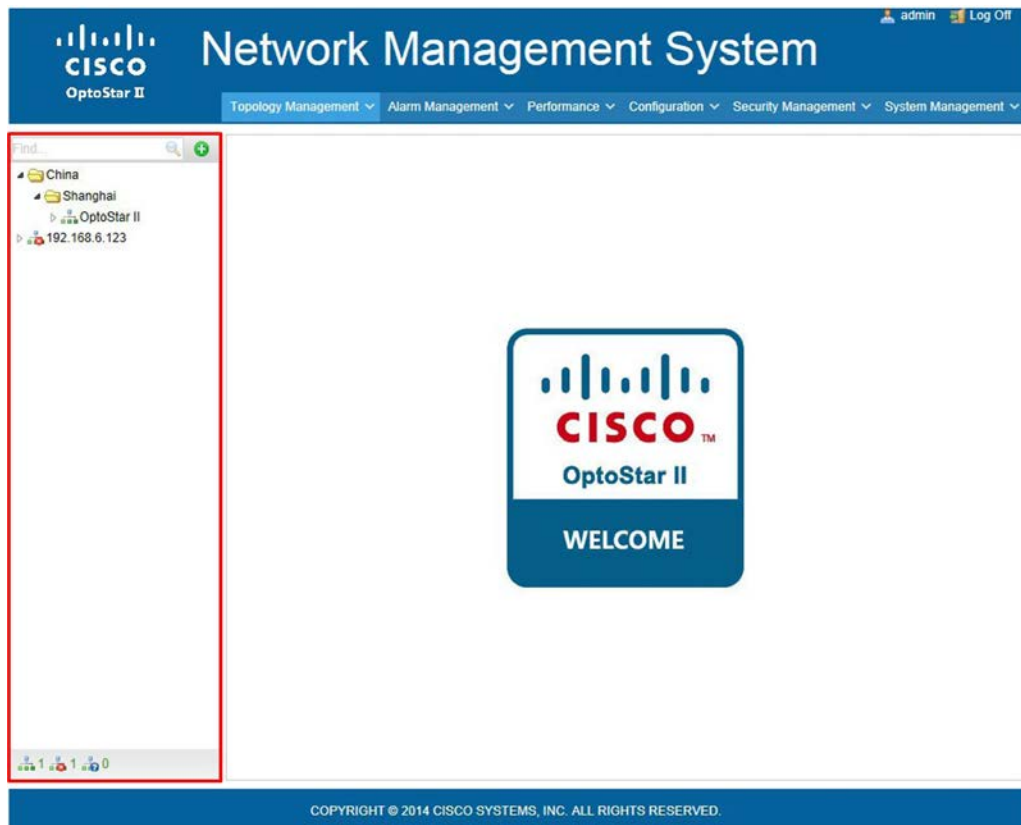 admin Log Off
CISCO
OptoStar II
Network Management System
Topology Management Alarm Management Performance Configuration Security Management System Management
Find...
China
Shanghai
OptoStar II
192.168.6.123
CISCO TM
OptoStar II
WELCOME
1 1 0
COPYRIGHT © 2014 CISCO SYSTEMS, INC. ALL RIGHTS RESERVED.